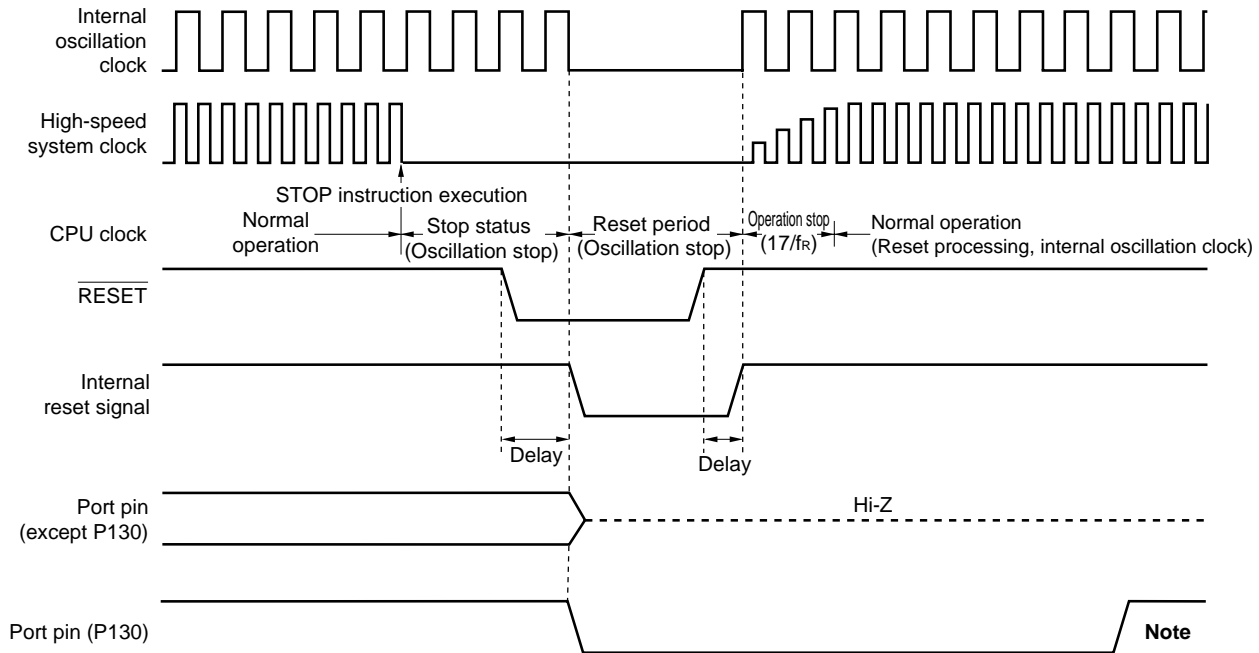 Internal
oscillation
clock
High-speed
system clock
STOP instruction execution
CPU clock
Normal
operation
Stop status
(Oscillation stop)
Reset period
(Oscillation stop)
Operation stop
(17/fR)
Normal operation
(Reset processing, internal oscillation clock)
RESET
Internal
reset signal
Delay
Delay
Port pin
(except P130)
Hi-Z
Port pin (P130)
Note